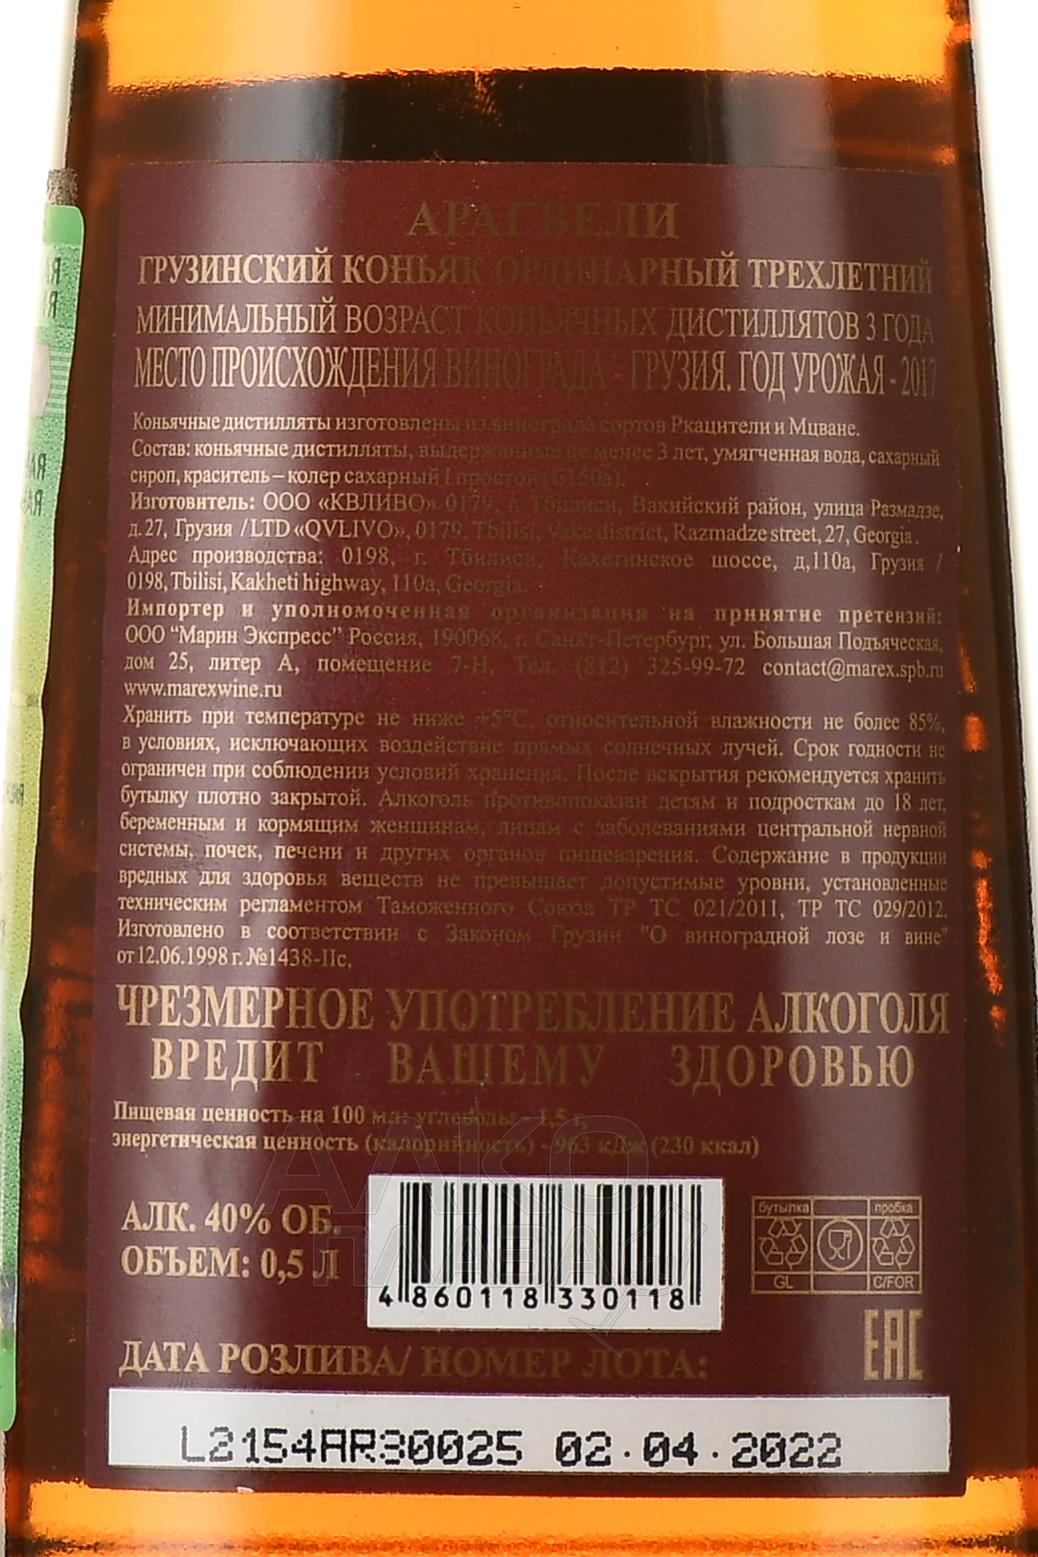 АРАГВЕЛИ
ГРУЗИНСКИЙ КОНЬЯК ОРДИНАРНЫЙ ТРЕХЛЕТНИЙ
МИНИМАЛЬНЫЙ ВОЗРАСТ КОНЬЯЧНЫХ ДИСТИЛЛЯТОВ 3 ГОДА
МЕСТО ПРОИСХОЖДЕНИЯ ВИНОГРАДА - ГРУЗИЯ. ГОД УРОЖАЯ - 2017
Коньячные дистилляты изготовлены из винограда сортов Ркацители и Мцване.
Состав: коньячные дистилляты, выдержанные не менее 3 лет, умягченная вода, сахарный
сироп, краситель – колер сахарный I простой (Е150а).
Изготовитель: ООО «КВЛИВО» 0179, г. Тбилиси, Вакийский район, улица Размадзе,
д. 27, Грузия / LTD «QVLIVO», 0179, Tbilisi, Vake district, Razmadze street, 27, Georgia.
Адрес производства: 0198, г. Тбилиси, Кахетинское шоссе, д,110а, Грузия /
0198, Tbilisi, Kakheti highway, 110a, Georgia.
Импортер и уполномоченная организация на принятие претензий:
ООО “Марин Экспресс” Россия, 190068, г. Санкт-Петербург, ул. Большая Подъяческая,
дом 25, литер А, помещение 7-Н, Тел. (812) 325-99-72 contact@marex.spb.ru
www.marexwine.ru
Хранить при температуре не ниже +5°С, относительной влажности не более 85%,
в условиях, исключающих воздействие прямых солнечных лучей. Срок годности не
ограничен при соблюдении условий хранения. После вскрытия рекомендуется хранить
бутылку плотно закрытой. Алкоголь противопоказан детям и подросткам до 18 лет,
беременным и кормящим женщинам, лицам с заболеваниями центральной нервной
системы, почек, печени и других органов пищеварения. Содержание в продукции
вредных для здоровья веществ не превышает допустимые уровни, установленные
техническим регламентом Таможенного Союза ТР ТС 021/2011, ТР ТС 029/2012.
Изготовлено в соответствии с Законом Грузии "О виноградной лозе и вине"
от 12.06.1998 г. №1438-IIс,
ЧРЕЗМЕРНОЕ УПОТРЕБЛЕНИЕ АЛКОГОЛЯ
ВРЕДИТ ВАШЕМУ ЗДОРОВЬЮ
Пищевая ценность на 100 мл: углеводы - 1,5 г,
энергетическая ценность (калорийность) - 963 кДж (230 ккал)
АЛК. 40% ОБ.
ОБЪЕМ: 0,5 Л
4 860118 330118
бутылка пробка
GL C/FOR
EAC
ДАТА РОЗЛИВА/ НОМЕР ЛОТА:
L2154AR30025 02.04.2022